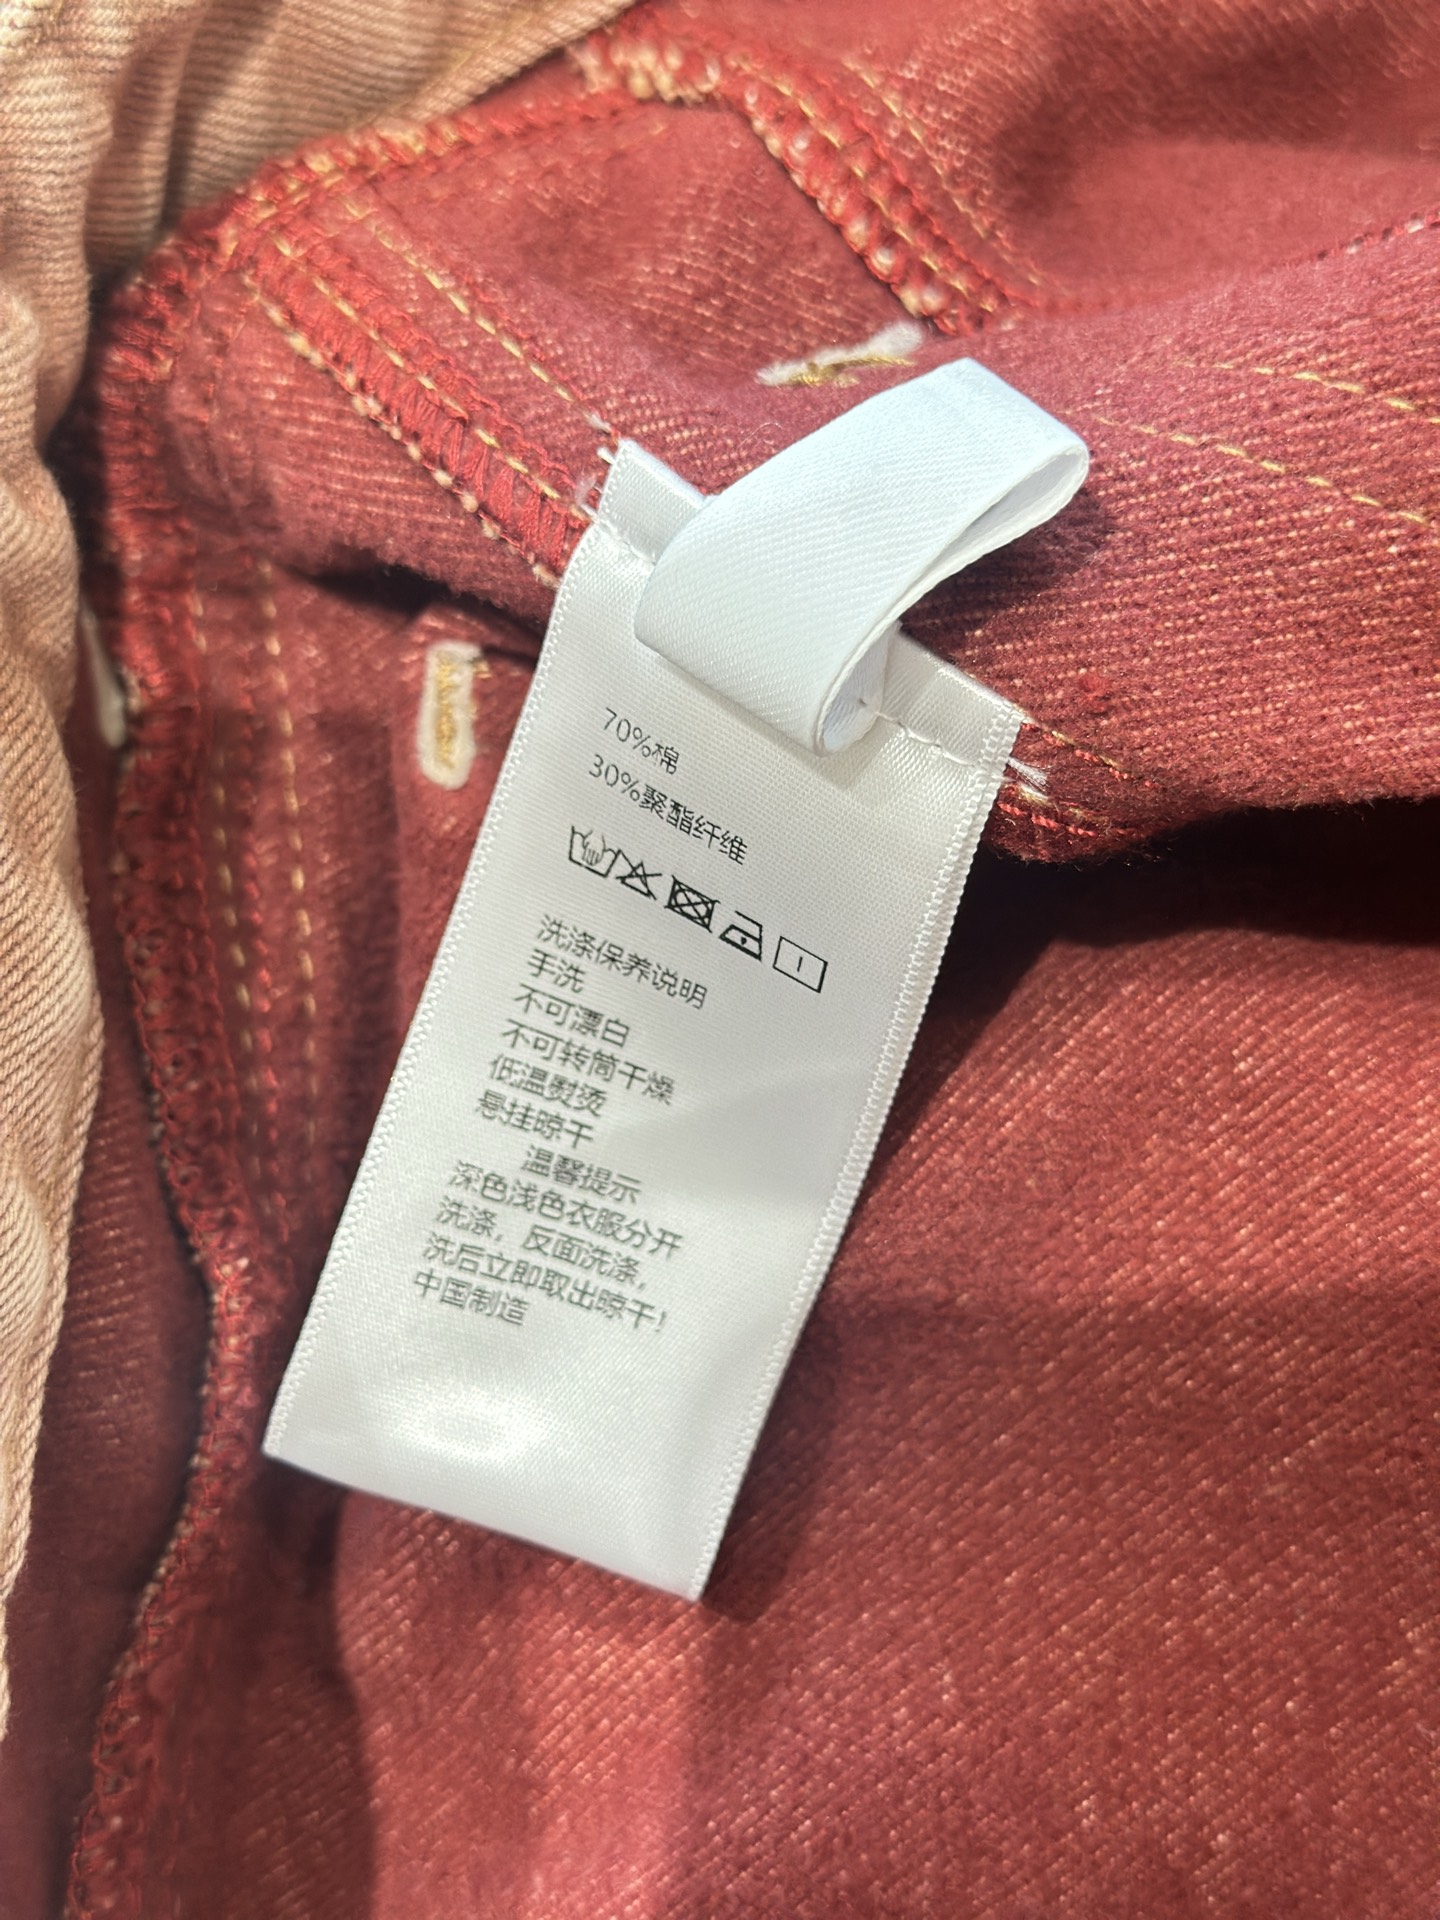 70%棉
30%聚酯纤维
洗涤保养说明
手洗
不可漂白
不可转筒干燥
低温熨烫
悬挂晾干
温馨提示
深色浅色衣服分开
洗涤，反面洗涤，
洗后立即取出晾干！
中国制造